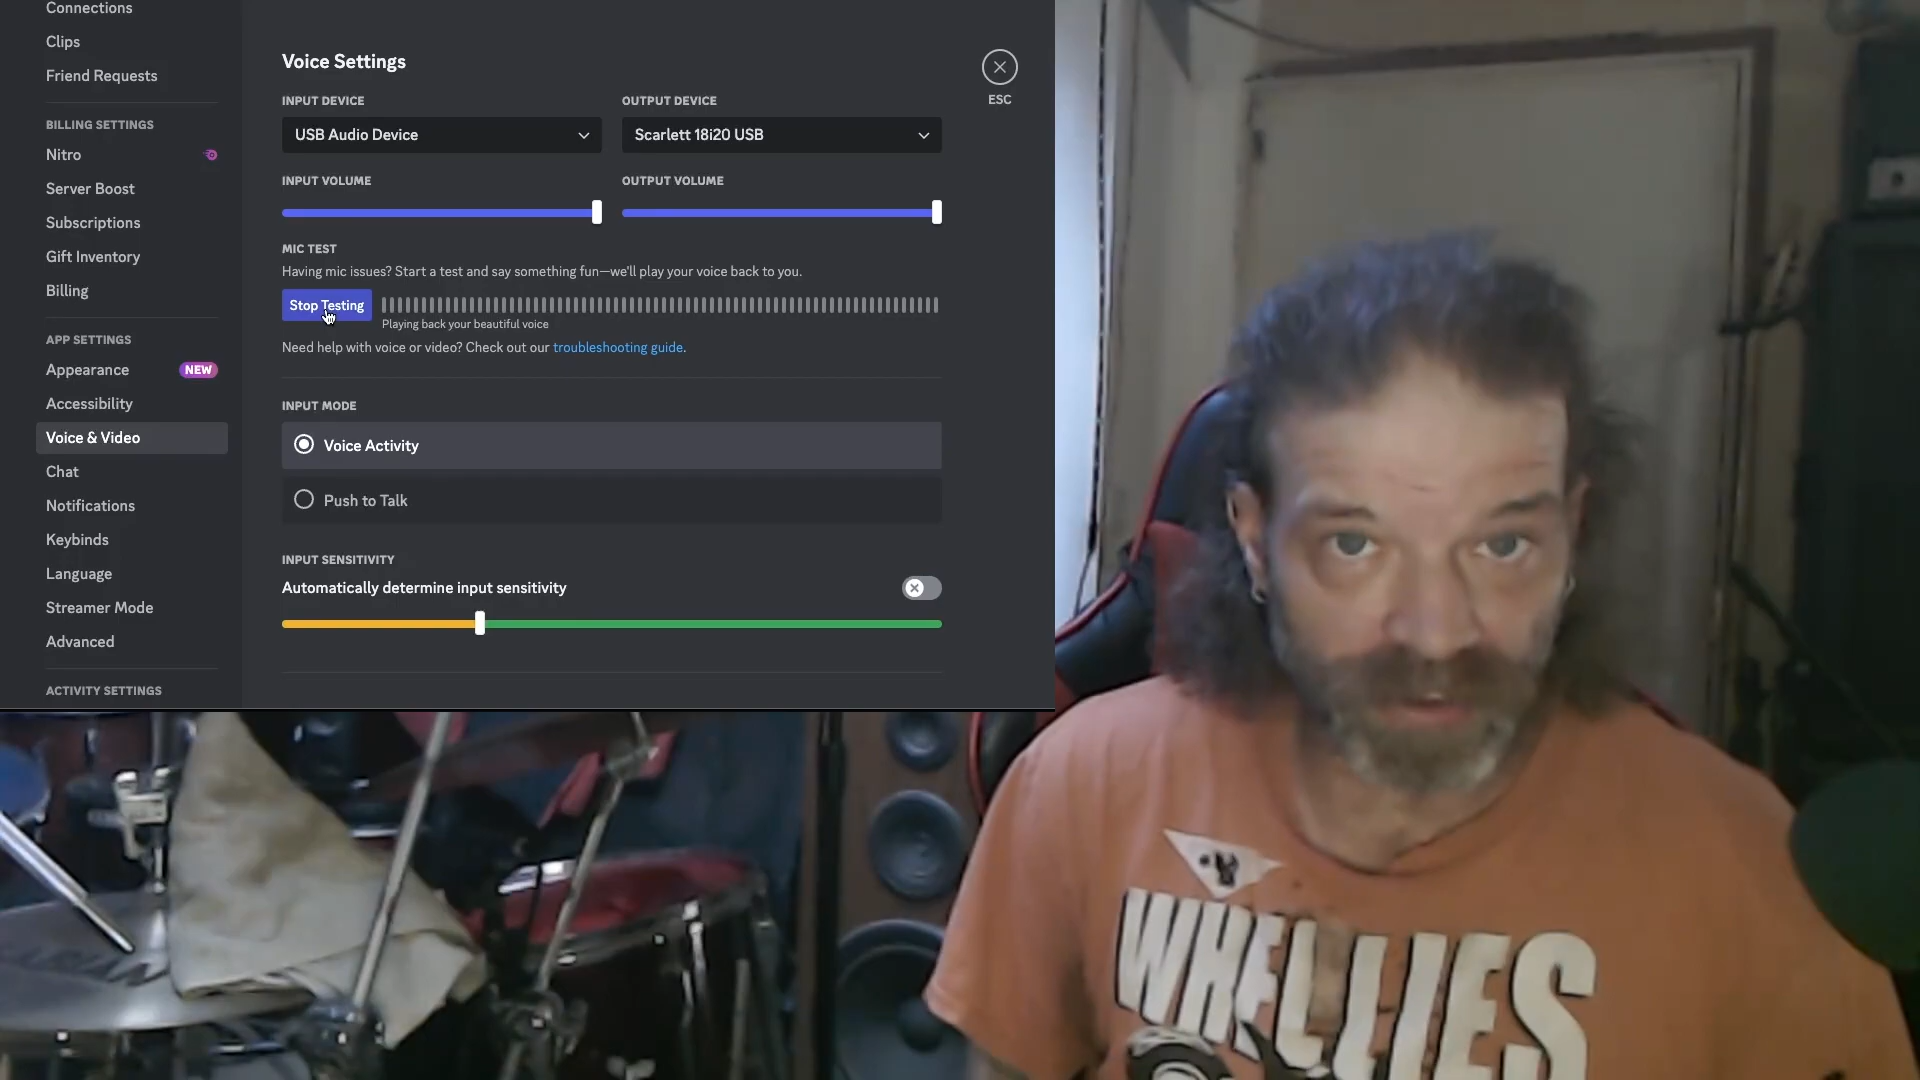 Connections
Clips
Friend Requests
BILLING SETTINGS
Nitro
Server Boost
Subscriptions
Gift Inventory
Billing
APP SETTINGS
Appearance NEW
Accessibility
Voice & Video
Chat
Notifications
Keybinds
Language
Streamer Mode
Advanced
ACTIVITY SETTINGS
Voice Settings
ESC
INPUT DEVICE OUTPUT DEVICE
USB Audio Device Scarlett 18i20 USB
INPUT VOLUME OUTPUT VOLUME
MIC TEST
Having mic issues? Start a test and say something fun—we'll play your voice back to you.
Stop Testing
Playing back your beautiful voice
Need help with voice or video? Check out our troubleshooting guide.
INPUT MODE
Voice Activity
Push to Talk
INPUT SENSITIVITY
Automatically determine input sensitivity
WHELLIES